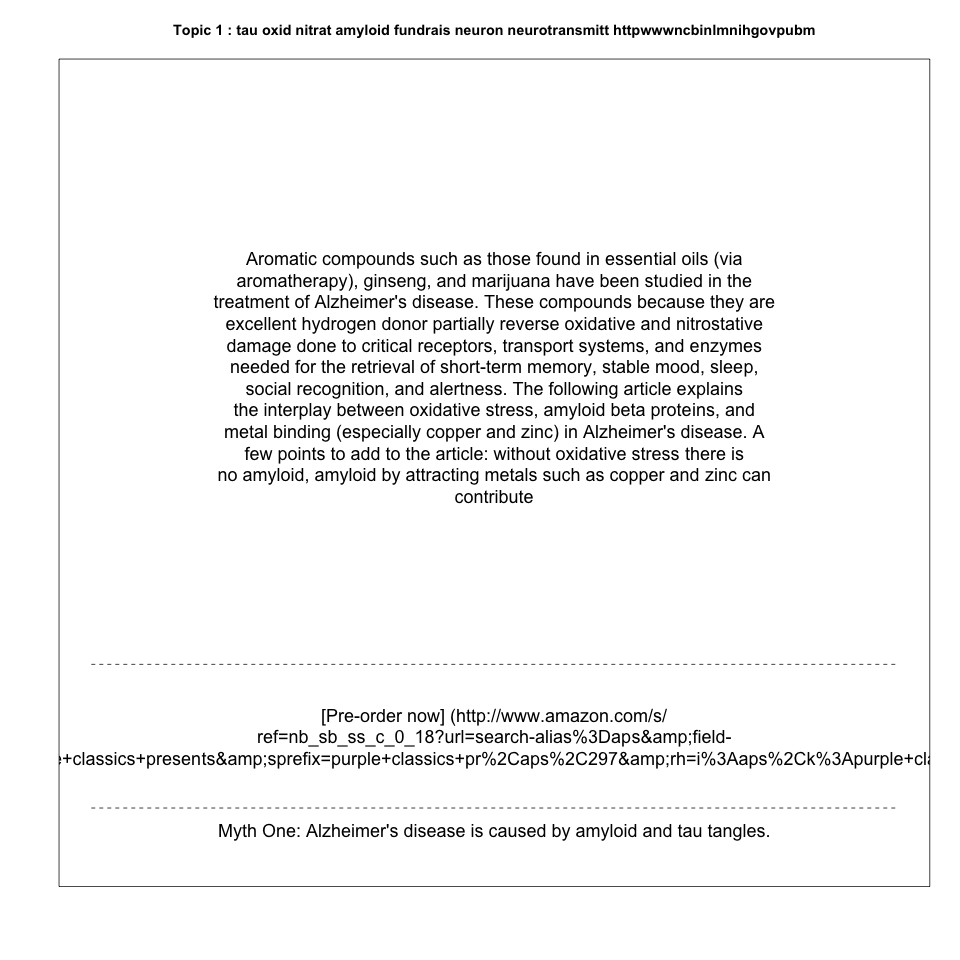 Topic 1 : tau oxid nitrat amyloid fundrais neuron neurotransmitt httpwwwncbinlmnihgovpubm
Aromatic compounds such as those found in essential oils (via
aromatherapy), ginseng, and marijuana have been studied in the
treatment of Alzheimer's disease. These compounds because they are
excellent hydrogen donor partially reverse oxidative and nitrostative
damage done to critical receptors, transport systems, and enzymes
needed for the retrieval of short-term memory, stable mood, sleep,
social recognition, and alertness. The following article explains
the interplay between oxidative stress, amyloid beta proteins, and
metal binding (especially copper and zinc) in Alzheimer's disease. A
few points to add to the article: without oxidative stress there is
no amyloid, amyloid by attracting metals such as copper and zinc can
contribute
[Pre-order now] (http://www.amazon.com/s/
ref=nb_sb_ss_c_0_18?url=search-alias%3Daps&amp;field-
+classics+presents&amp;sprefix=purple+classics+pr%2Caps%2C297&amp;rh=i%3Aaps%2Ck%3Apurple+cl
Myth One: Alzheimer's disease is caused by amyloid and tau tangles.